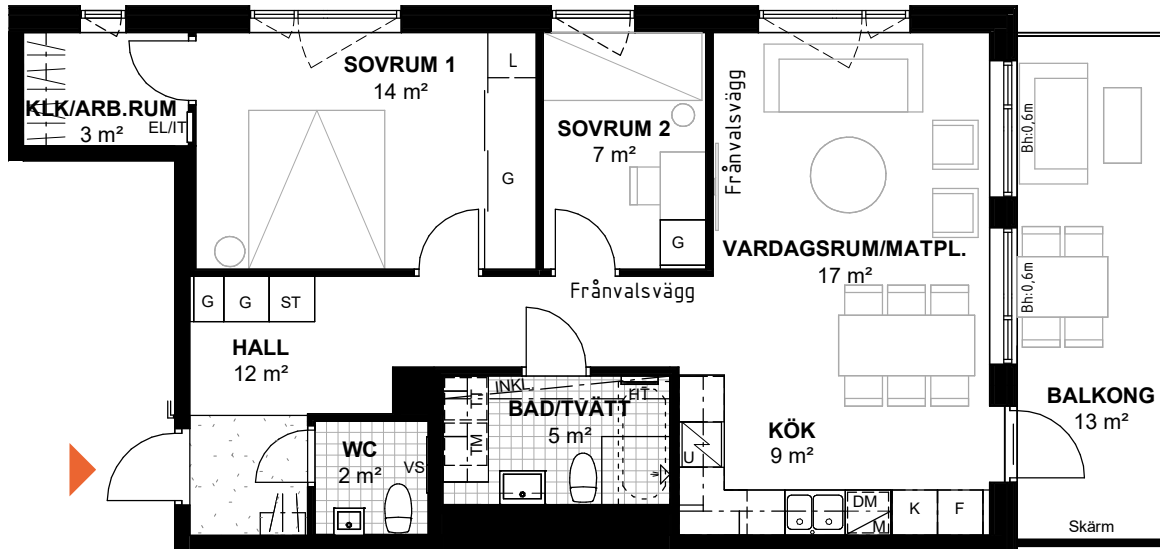 KLK/ARB.RUM
3 m²
EL/IT
SOVRUM 1
14 m²
L
G
SOVRUM 2
7 m²
G
Frånvalsvägg
Frånvalsvägg
VARDAGSRUM/MATPL.
17 m²
Bh:0,6m
Bh:0,6m
BALKONG
13 m²
Skärm
G
G
ST
HALL
12 m²
WC
2 m²
VS
INKL.
HT
TT
TM
BAD/TVÄTT
5 m²
KÖK
9 m²
U
DM
M
K
F